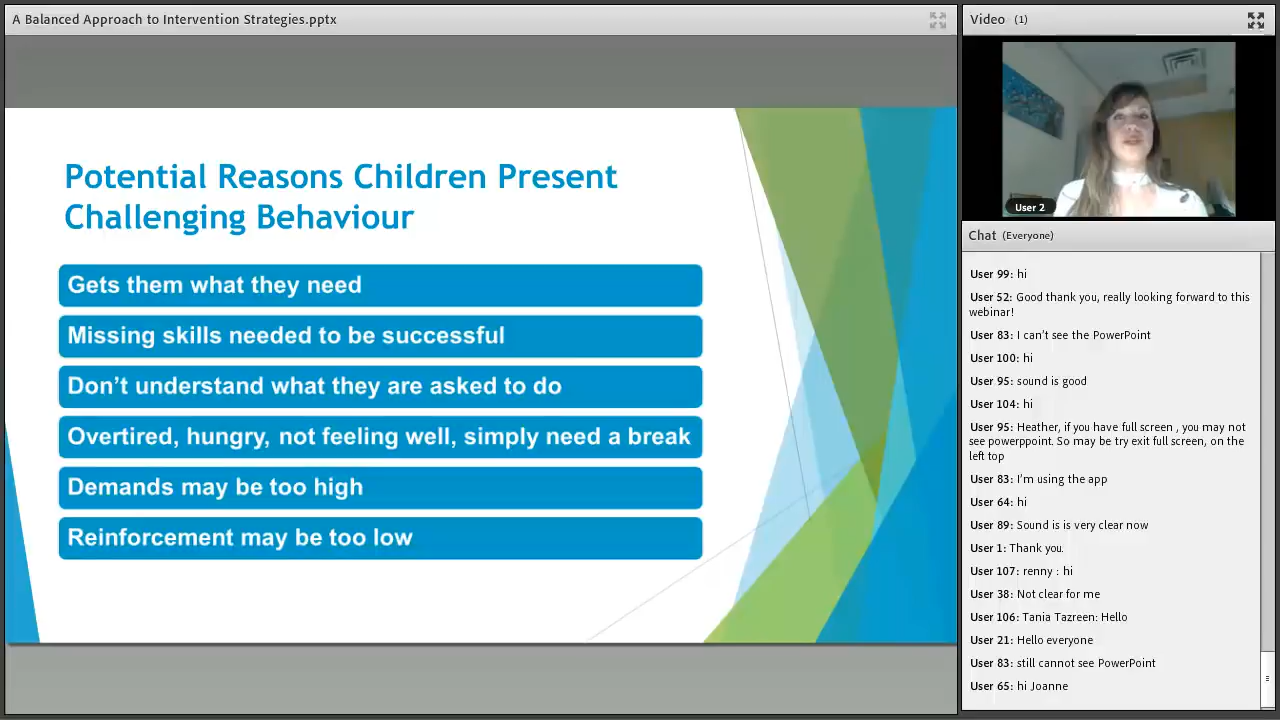 A Balanced Approach to Intervention Strategies.pptx
Potential Reasons Children Present
Challenging Behaviour
Gets them what they need
Missing skills needed to be successful
Don't understand what they are asked to do
Overtired, hungry, not feeling well, simply need a break
Demands may be too high
Reinforcement may be too low
Video (1)
User 2
Chat (Everyone)
User 99: hi
User 52: Good thank you, really looking forward to this
webinar!
User 83: I can't see the PowerPoint
User 100: hi
User 95: sound is good
User 104: hi
User 95: Heather, if you have full screen , you may not
see powerppoint. So may be try exit full screen, on the
left top
User 83: I'm using the app
User 64: hi
User 89: Sound is is very clear now
User 1: Thank you.
User 107: renny : hi
User 38: Not clear for me
User 106: Tania Tazreen: Hello
User 21: Hello everyone
User 83: still cannot see PowerPoint
User 65: hi Joanne